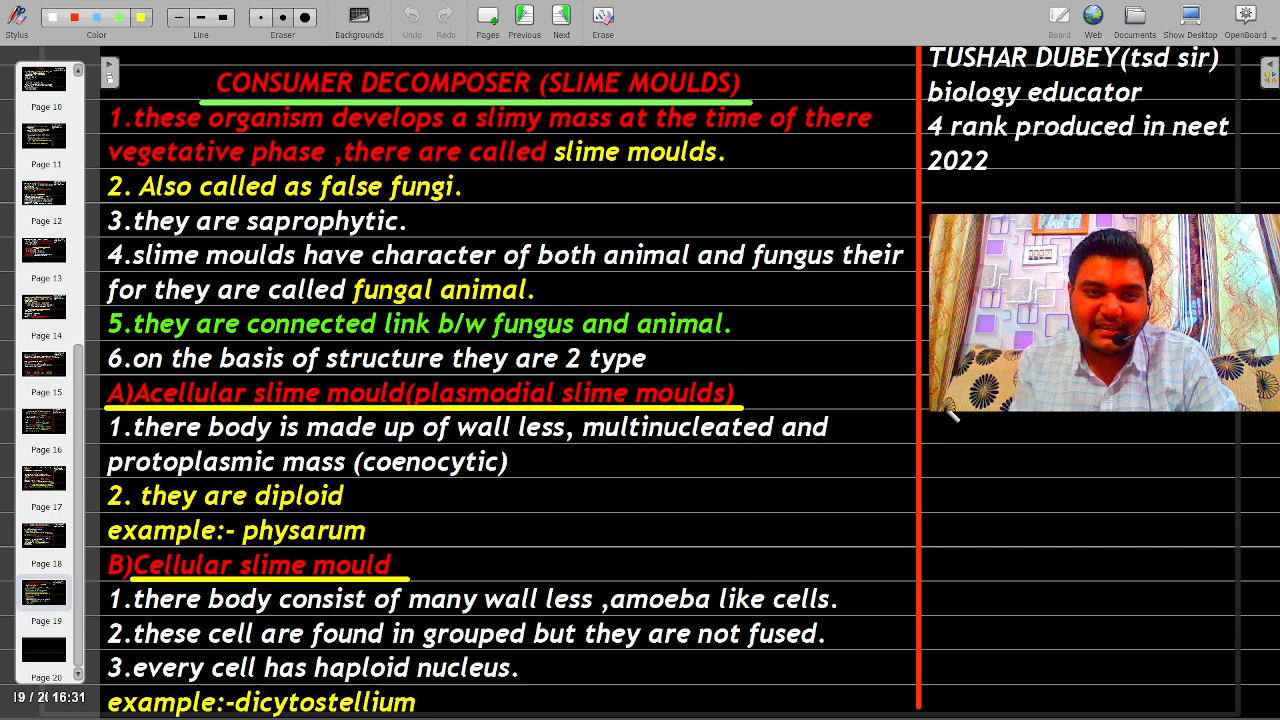 Stylus
Color
Line
Eraser
Backgrounds
Undo
Redo
Pages
Previous
Next
Erase
Board
Web
Documents
Show Desktop
OpenBoard
Page 10
Page 11
Page 12
Page 13
Page 14
Page 15
Page 16
Page 17
Page 18
Page 19
Page 20
19 / 20 16:31
CONSUMER DECOMPOSER (SLIME MOULDS)
1.these organism develops a slimy mass at the time of there
vegetative phase ,there are called slime moulds.
2. Also called as false fungi.
3.they are saprophytic.
4.slime moulds have character of both animal and fungus their
for they are called fungal animal.
5.they are connected link b/w fungus and animal.
6.on the basis of structure they are 2 type
A)Acellular slime mould(plasmodial slime moulds)
1.there body is made up of wall less, multinucleated and
protoplasmic mass (coenocytic)
2. they are diploid
example:- physarum
B)Cellular slime mould
1.there body consist of many wall less ,amoeba like cells.
2.these cell are found in grouped but they are not fused.
3.every cell has haploid nucleus.
example:-dicytostellium
TUSHAR DUBEY(tsd sir)
biology educator
4 rank produced in neet
2022